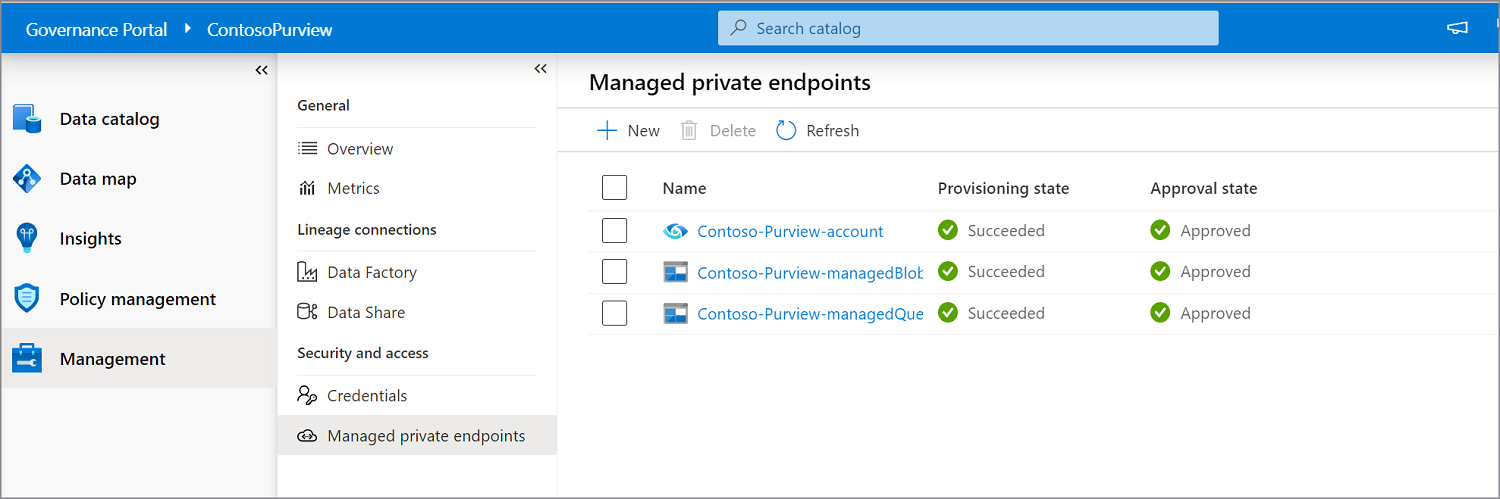 Governance Portal ContosoPurview
Search catalog
Data catalog
Data map
Insights
Policy management
Management
General
Overview
Metrics
Lineage connections
Data Factory
Data Share
Security and access
Credentials
Managed private endpoints
Managed private endpoints
New Delete Refresh
Name Provisioning state Approval state
Contoso-Purview-account Succeeded Approved
Contoso-Purview-managedBlob Succeeded Approved
Contoso-Purview-managedQue Succeeded Approved